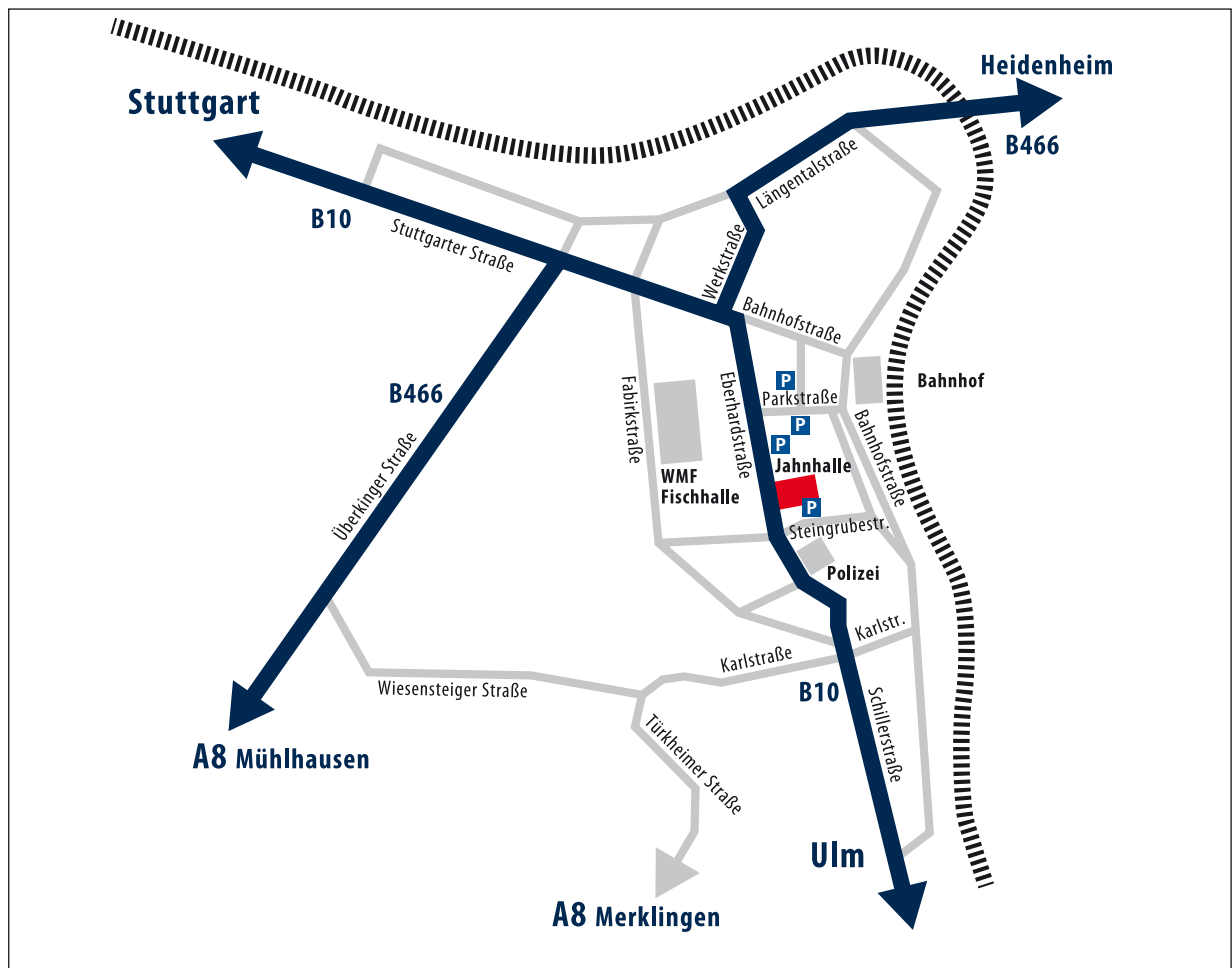 Heidenheim
Stuttgart
B466
Längentalstraße
B10
Stuttgarter Straße
Werkstraße
Bahnhofstraße
Bahnhof
P
Parkstraße
B466
Fabirkstraße
Eberhardstraße
P
P
Bahnhofstraße
Jahnhalle
WMF
Fischhalle
P
Überkinger Straße
Steingrubestr.
Polizei
Karlstr.
Karlstraße
Wiesensteiger Straße
B10
Schillerstraße
Türkheimer Straße
A8 Mühlhausen
Ulm
A8 Merklingen